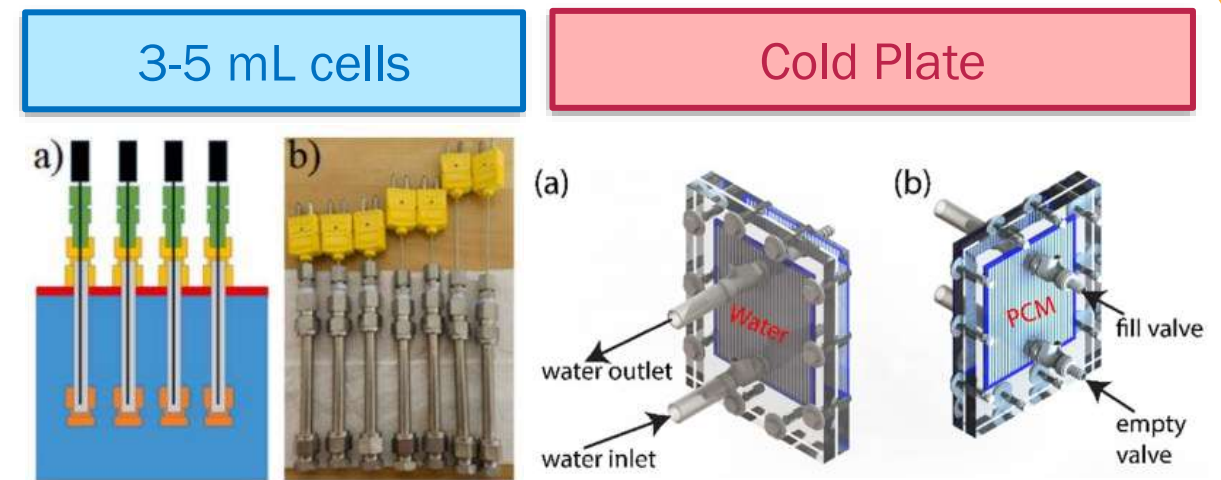 3-5 mL cells
Cold Plate
a)
b)
(a)
(b)
Water
PCM
water outlet
water inlet
fill valve
empty
valve